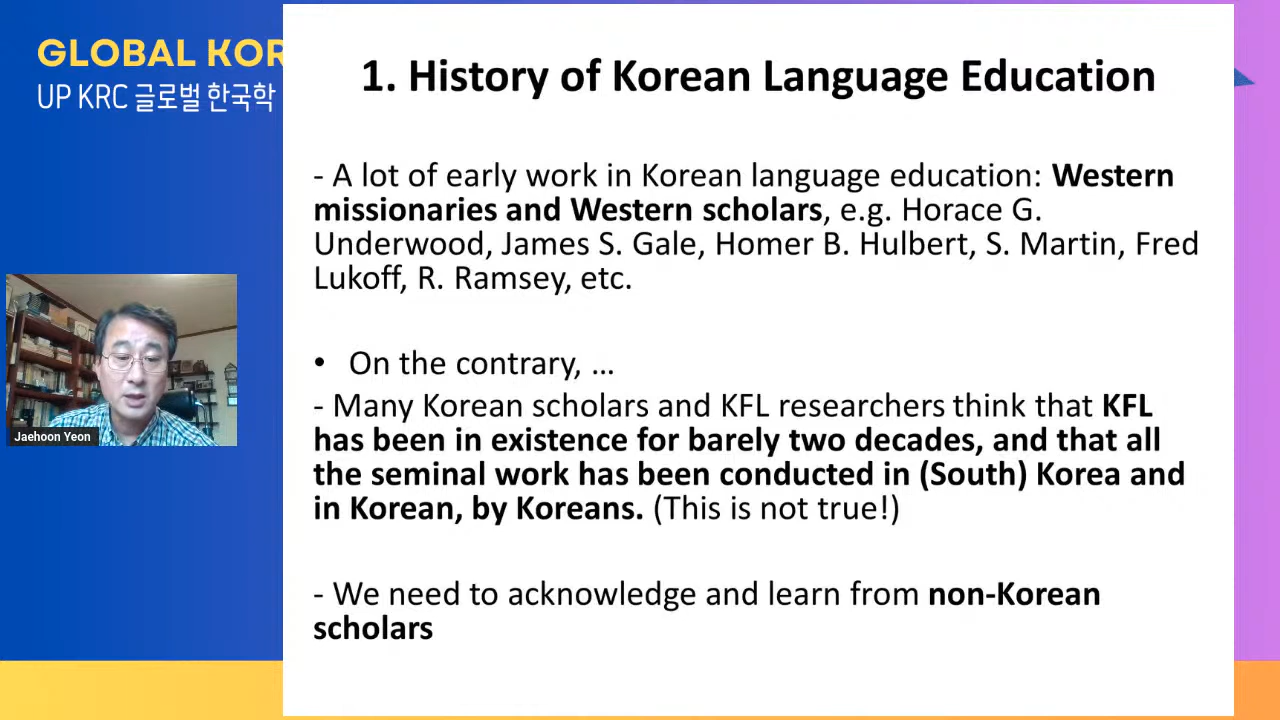 GLOBAL KOR
UP KRC 글로벌 한국학
1. History of Korean Language Education
- A lot of early work in Korean language education: Western
missionaries and Western scholars, e.g. Horace G.
Underwood, James S. Gale, Homer B. Hulbert, S. Martin, Fred
Lukoff, R. Ramsey, etc.
• On the contrary, …
- Many Korean scholars and KFL researchers think that KFL
has been in existence for barely two decades, and that all
the seminal work has been conducted in (South) Korea and
in Korean, by Koreans. (This is not true!)
- We need to acknowledge and learn from non-Korean
scholars
Jaehoon Yeon